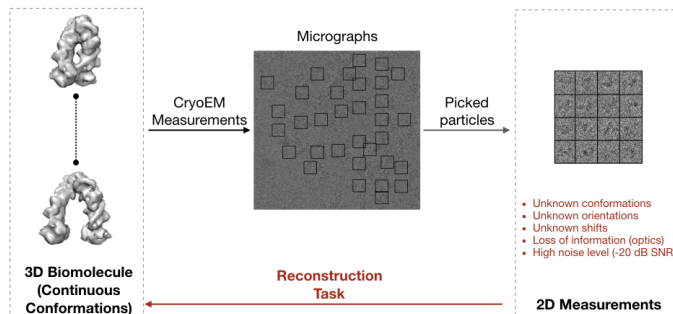 Micrographs
CryoEM
Measurements
Picked
particles
• Unknown conformations
• Unknown orientations
• Unknown shifts
• Loss of information (optics)
• High noise level (-20 dB SNR
3D Biomolecule
(Continuous
Conformations)
Reconstruction
Task
2D Measurements